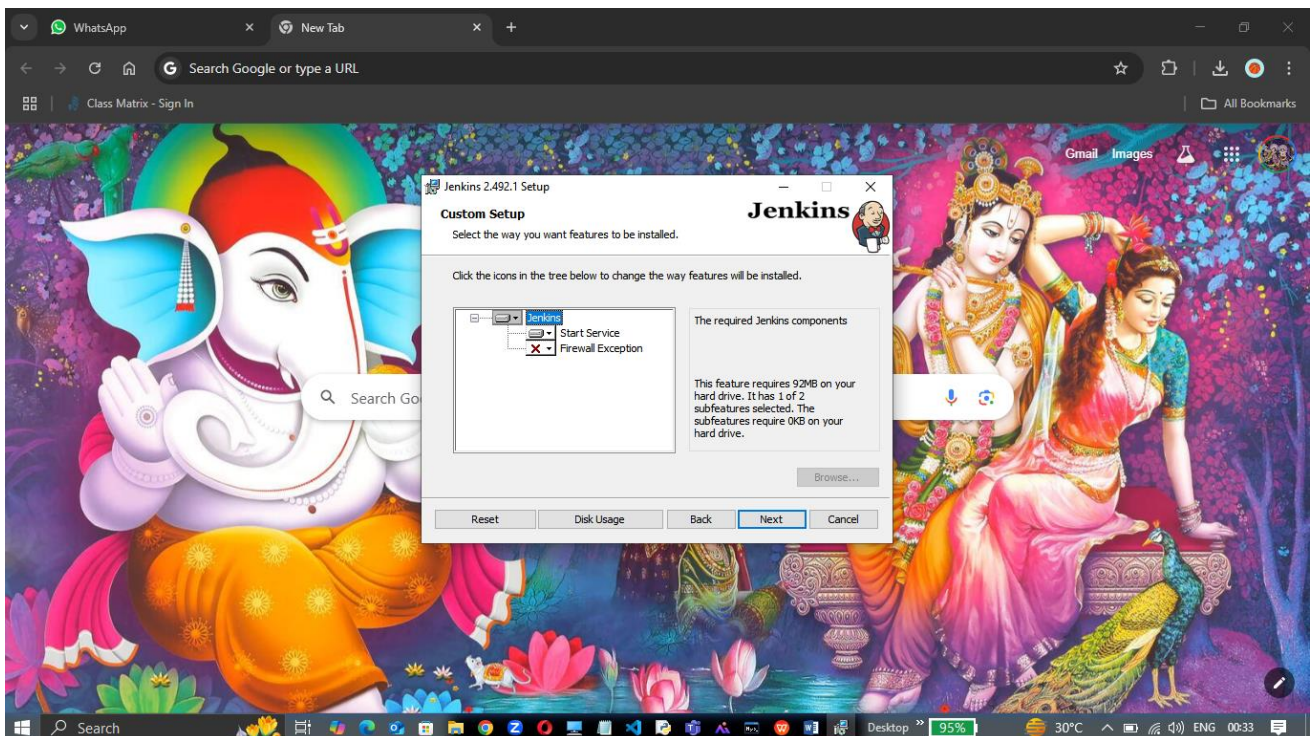 WhatsApp
New Tab
Search Google or type a URL
Class Matrix - Sign In
All Bookmarks
Gmail Images
Jenkins 2.492.1 Setup
Custom Setup
Jenkins
Select the way you want features to be installed.
Click the icons in the tree below to change the way features will be installed.
Jenkins
Start Service
Firewall Exception
The required Jenkins components
This feature requires 92MB on your
hard drive. It has 1 of 2
subfeatures selected. The
subfeatures require 0KB on your
hard drive.
Search Go
Browse...
Reset Disk Usage Back Next Cancel
Search
Desktop 95% 30°C ENG 00:33